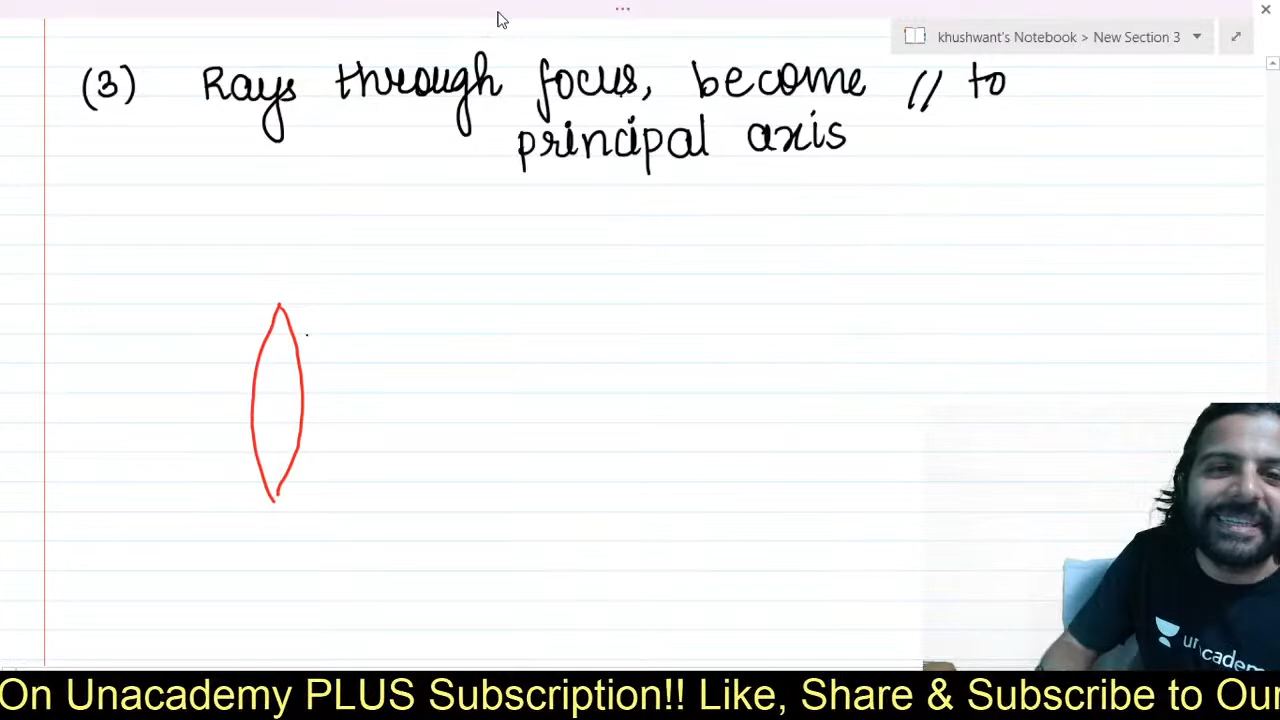 ...
khushwant's Notebook > New Section 3
(3) Rays through focus, become // to
principal axis
unacadem
On Unacademy PLUS Subscription!! Like, Share & Subscribe to Our